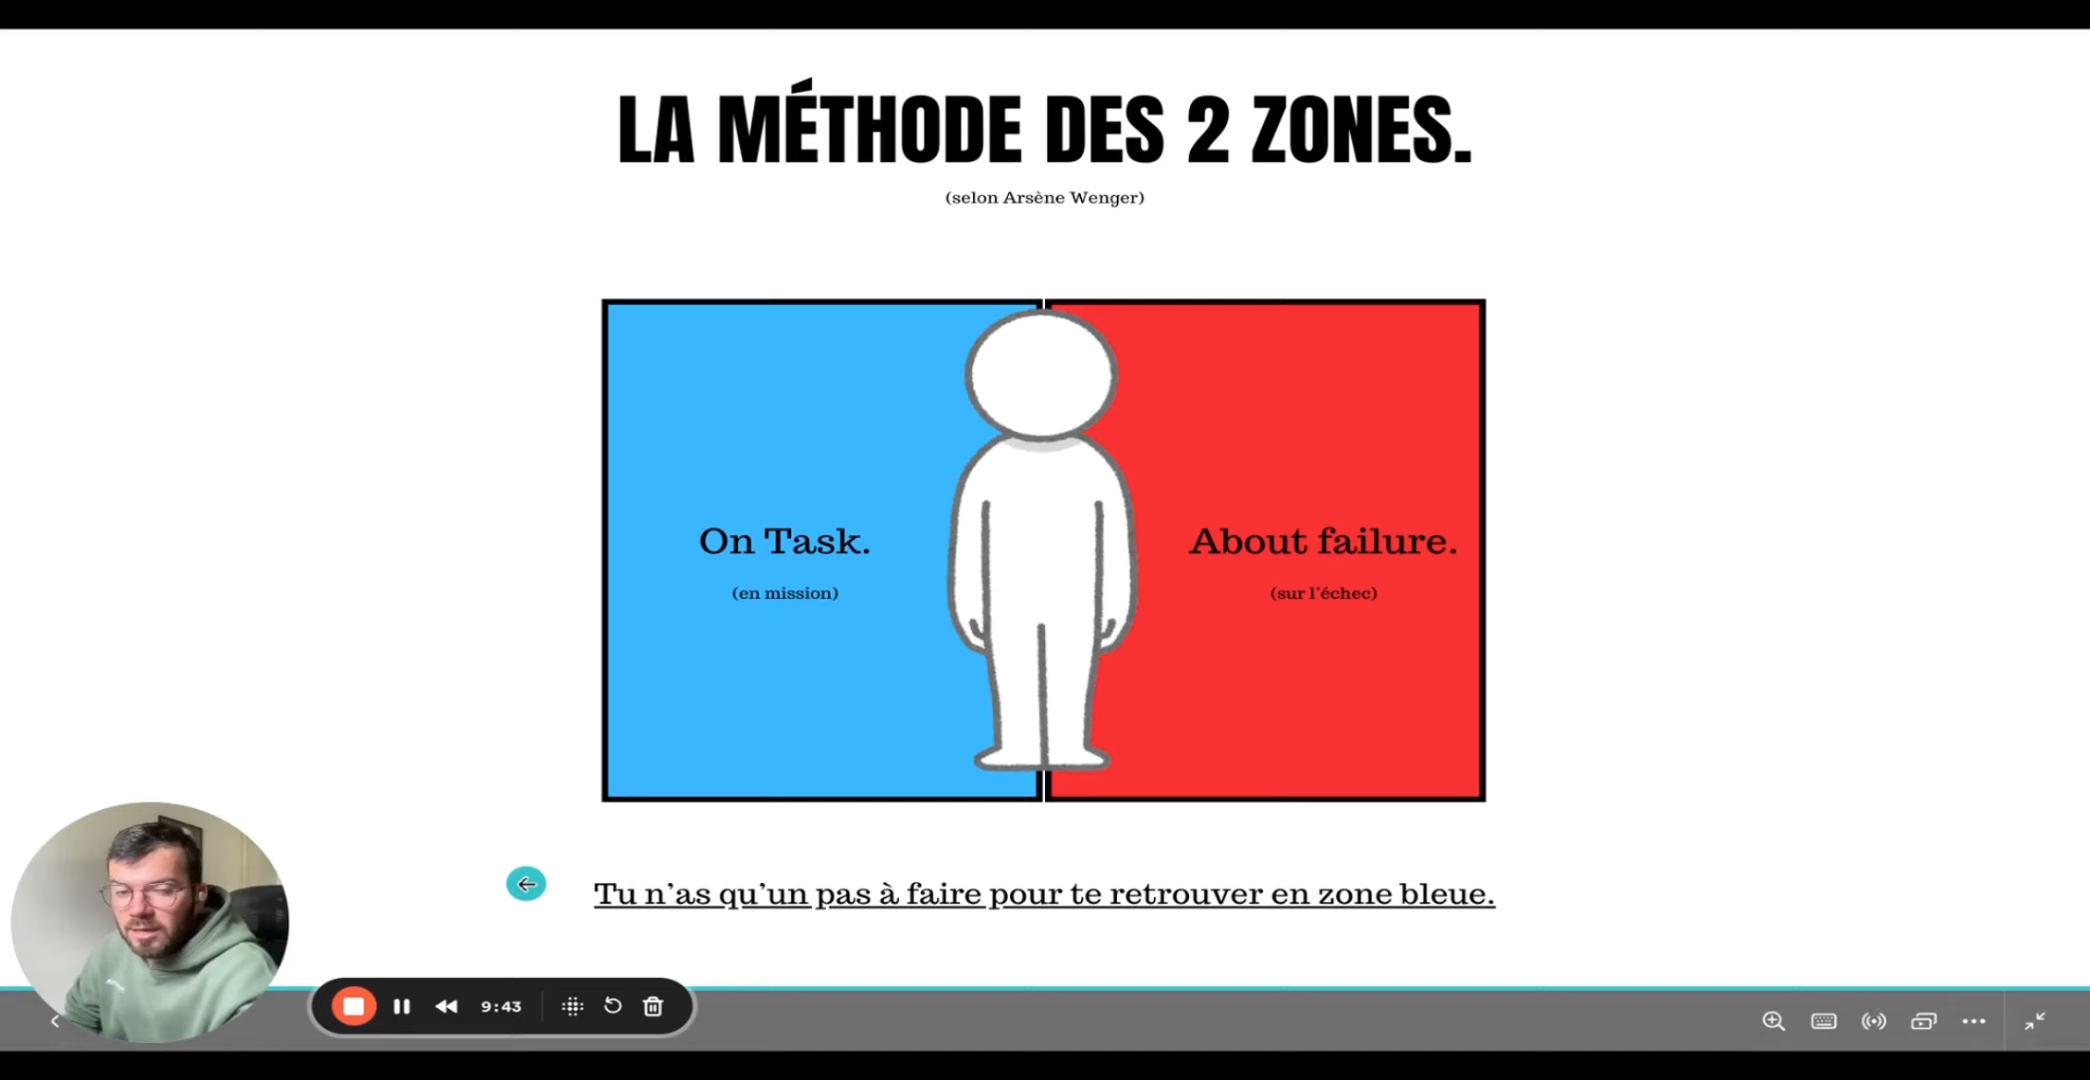 LA MÉTHODE DES 2 ZONES.
(selon Arsène Wenger)
On Task.
(en mission)
About failure.
(sur l'échec)
Tu n'as qu'un pas à faire pour te retrouver en zone bleue.
9:43